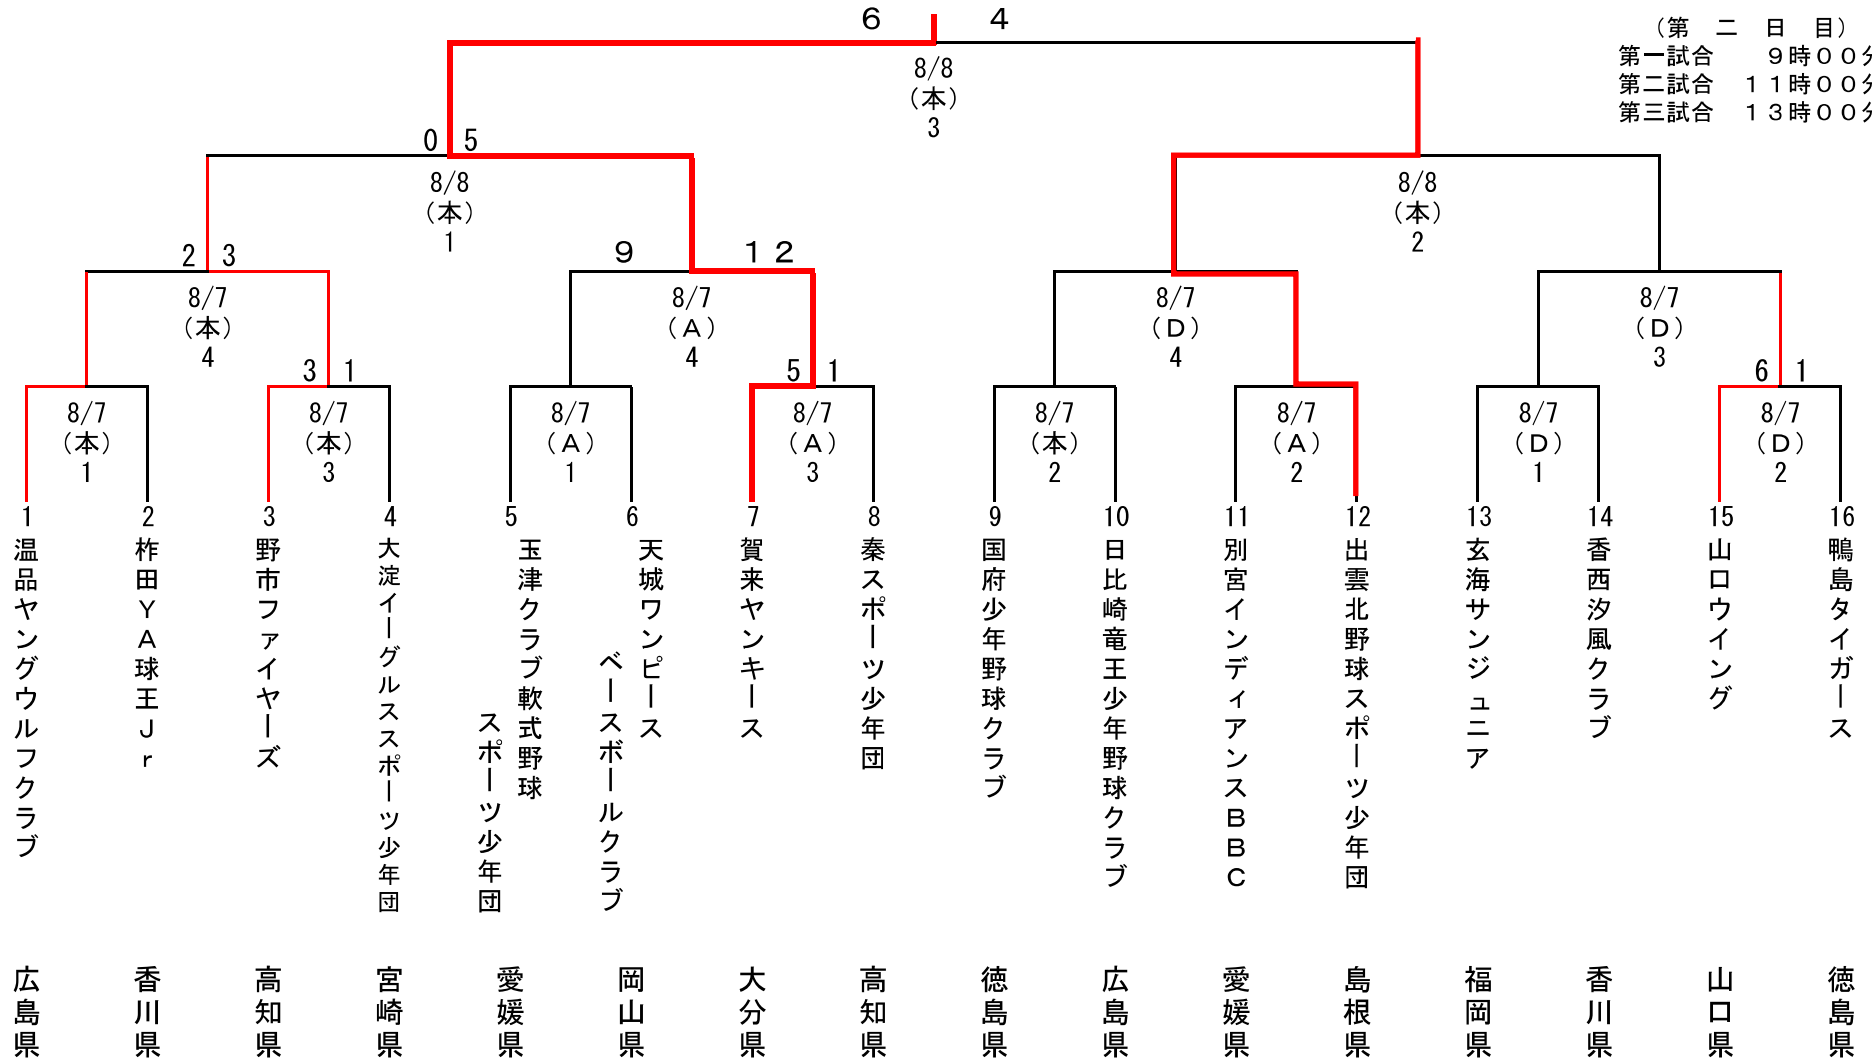 ６　４
（第　二　日　目）
第一試合　９時００分
第二試合　１１時００分
第三試合　１３時００分
8/8
（本）
3
0　5
8/8
（本）
1
8/8
（本）
2
2　3
9　12
8/7
（本）
4
8/7
（Ａ）
4
8/7
（Ｄ）
4
8/7
（Ｄ）
3
3　1
5　1
6　1
8/7
（本）
1
8/7
（本）
3
8/7
（Ａ）
1
8/7
（Ａ）
3
8/7
（本）
2
8/7
（Ａ）
2
8/7
（Ｄ）
1
8/7
（Ｄ）
2
1
温品ヤングウルフクラブ
広島県
2
柞田ＹＡ球王Ｊｒ
香川県
3
野市ファイヤーズ
高知県
4
大淀イーグルススポーツ少年団
宮崎県
5
玉津クラブ軟式野球
スポーツ少年団
愛媛県
6
天城ワンピース
ベースボールクラブ
岡山県
7
賀来ヤンキース
大分県
8
秦スポーツ少年団
高知県
9
国府少年野球クラブ
徳島県
10
日比崎竜王少年野球クラブ
広島県
11
別宮インディアンスＢＢＣ
愛媛県
12
出雲北野球スポーツ少年団
島根県
13
玄海サンジュニア
福岡県
14
香西汐風クラブ
香川県
15
山口ウイング
山口県
16
鴨島タイガース
徳島県